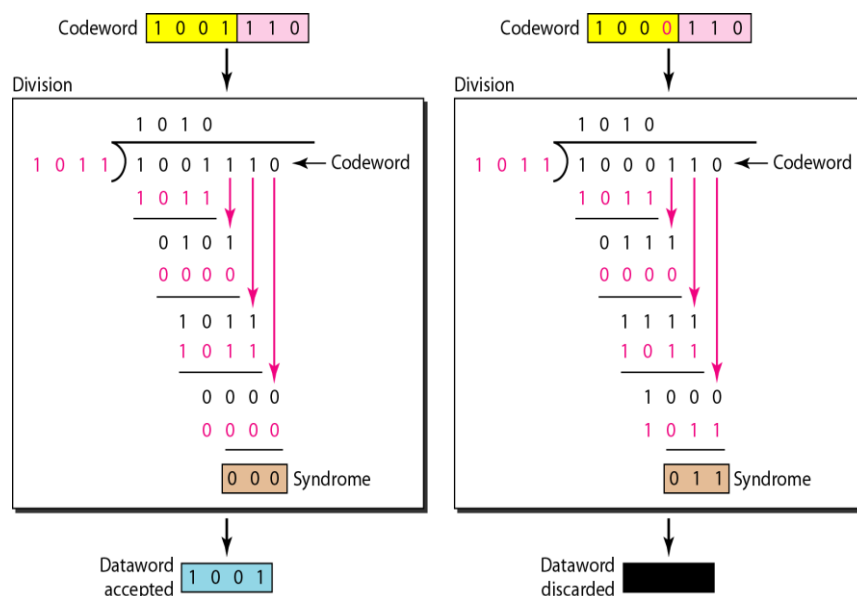 Codeword 1 0 0 1 1 1 0
Division
1 0 1 0
1 0 1 1 1 0 0 1 1 1 0 Codeword
1 0 1 1
0 1 0 1
0 0 0 0
1 0 1 1
1 0 1 1
0 0 0 0
0 0 0 0
0 0 0 Syndrome
Dataword
accepted 1 0 0 1
Codeword 1 0 0 0 1 1 0
Division
1 0 1 0
1 0 1 1 1 0 0 0 1 1 0 Codeword
1 0 1 1
0 1 1 1
0 0 0 0
1 1 1 1
1 0 1 1
1 0 0 0
1 0 1 1
0 1 1 Syndrome
Dataword
discarded